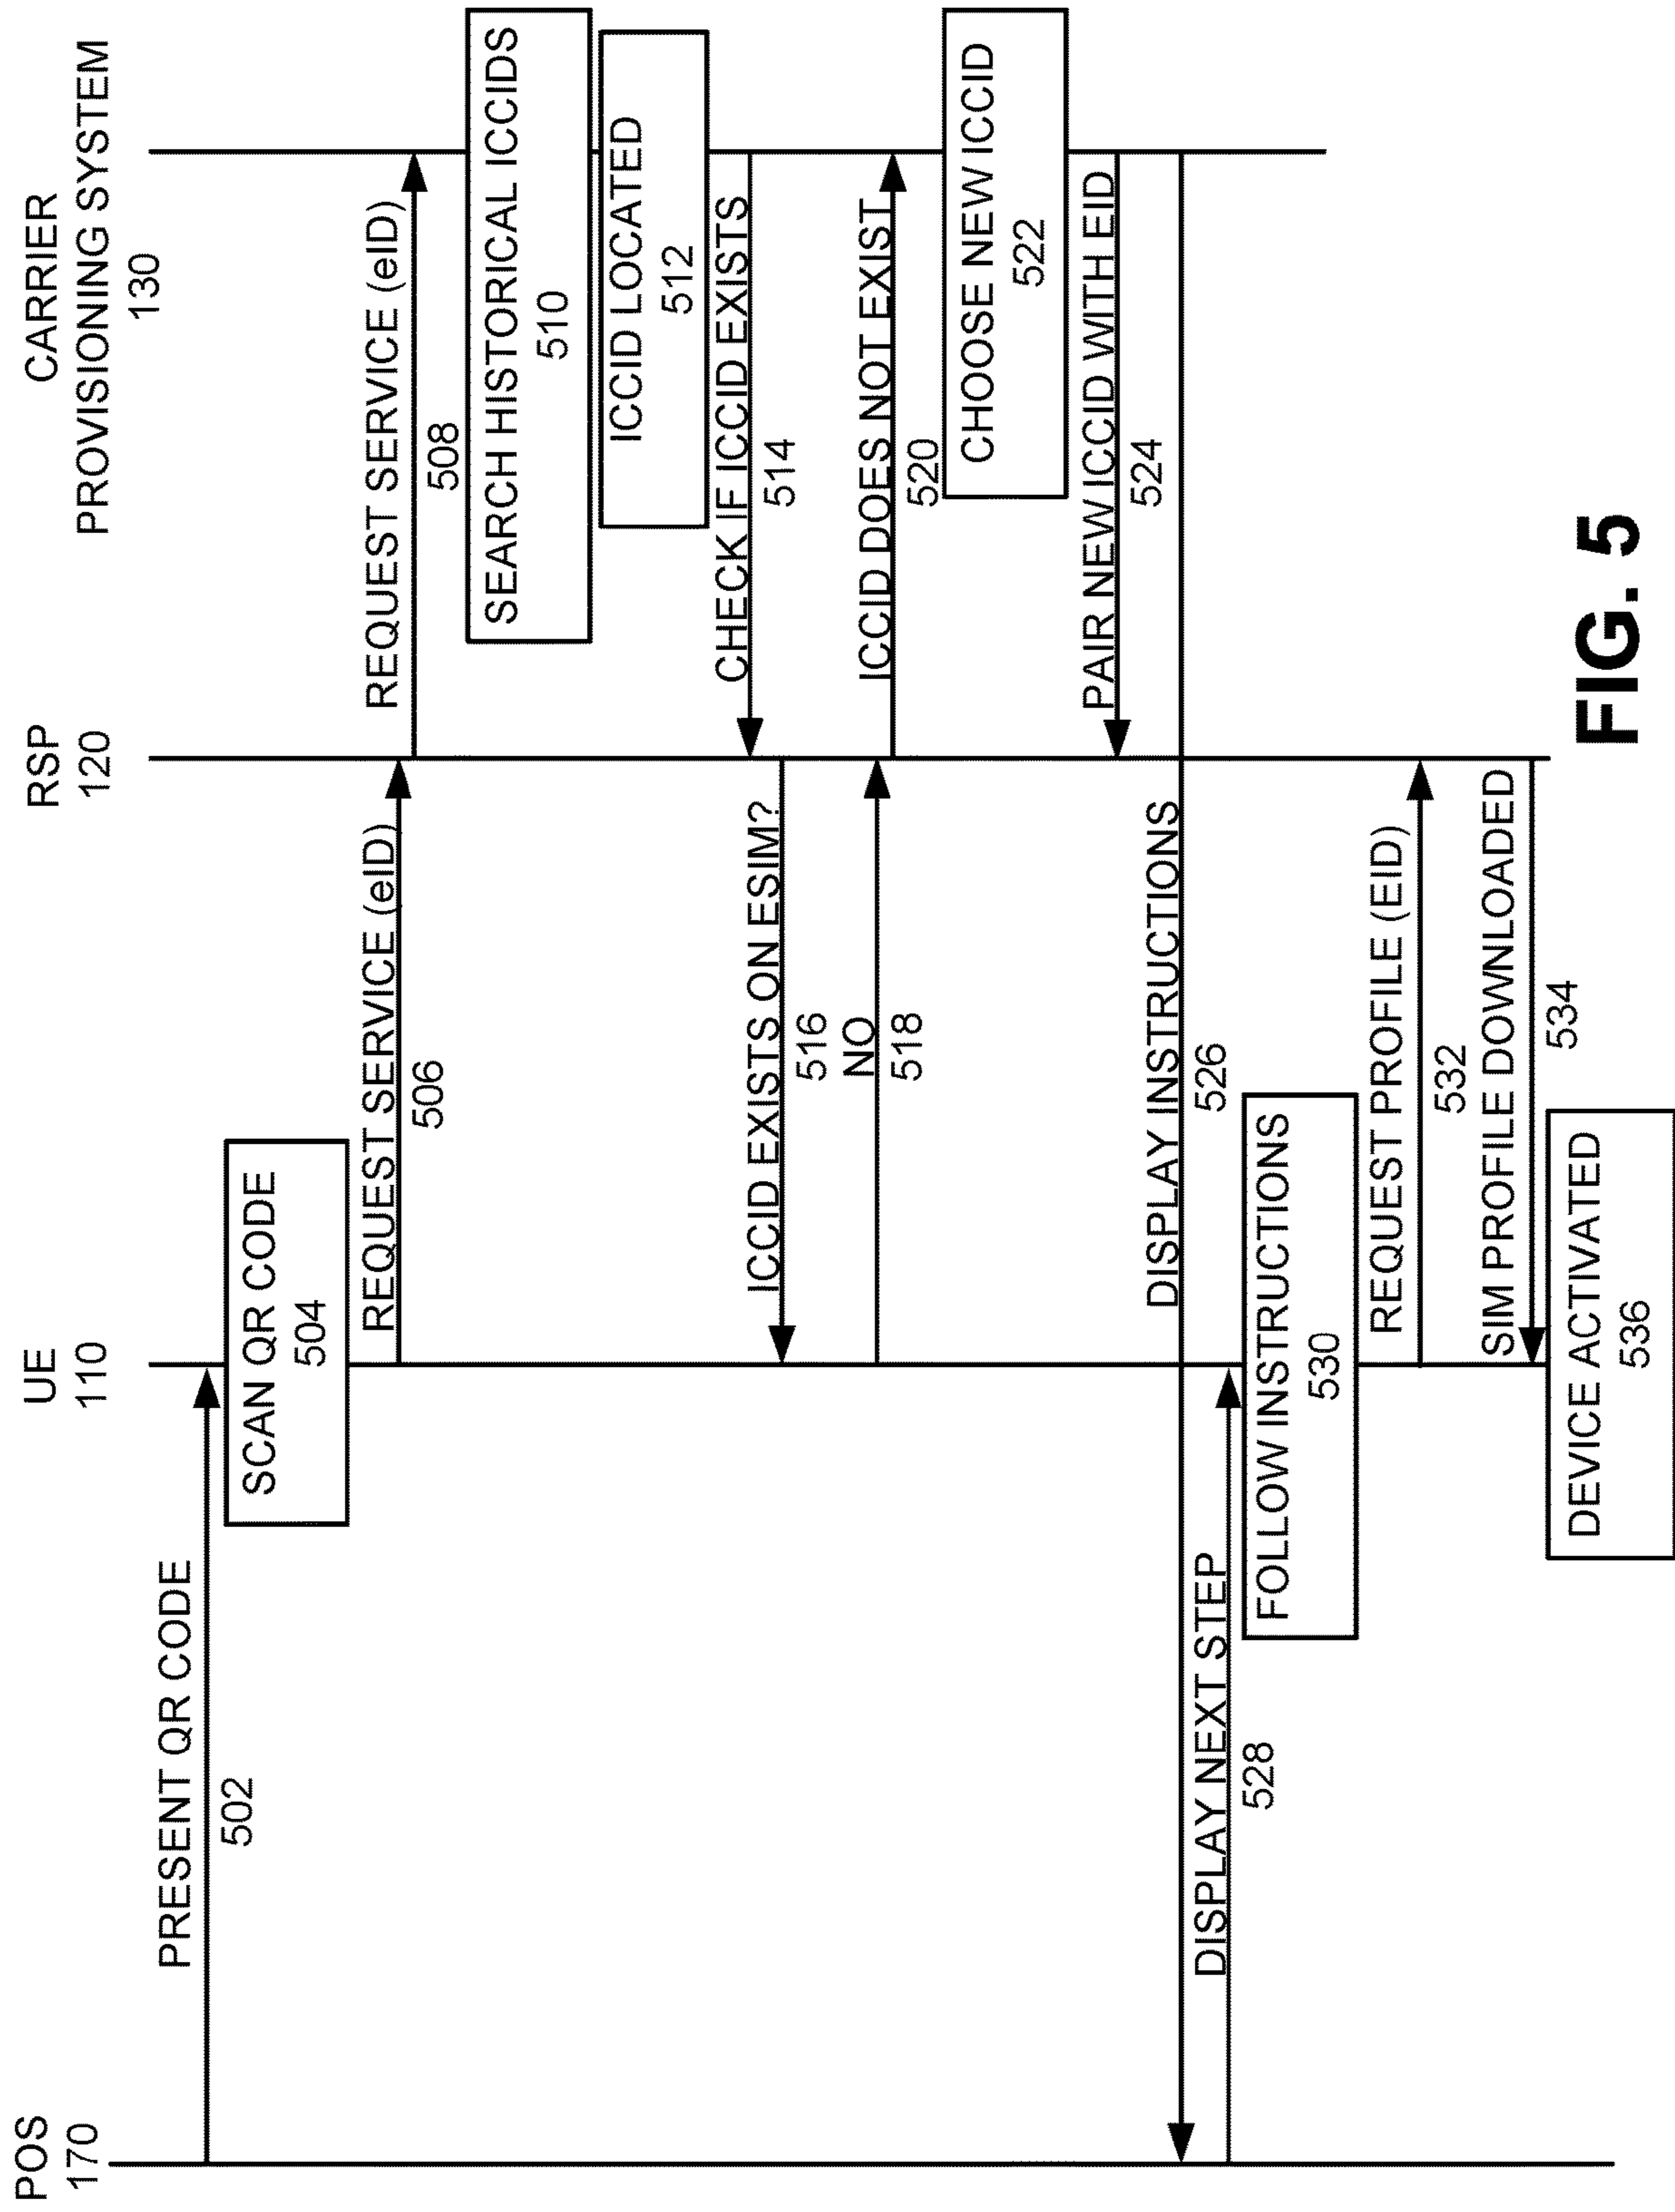 POS
170
UE
110
RSP
120
CARRIER
PROVISIONING SYSTEM
130
PRESENT QR CODE
502
SCAN QR CODE
504
REQUEST SERVICE (eID)
506
REQUEST SERVICE (eID)
508
SEARCH HISTORICAL ICCIDS
510
ICCID LOCATED
512
CHECK IF ICCID EXISTS
514
ICCID EXISTS ON ESIM?
516
NO
518
ICCID DOES NOT EXIST
520
CHOOSE NEW ICCID
522
PAIR NEW ICCID WITH EID
524
DISPLAY INSTRUCTIONS
526
DISPLAY NEXT STEP
528
FOLLOW INSTRUCTIONS
530
REQUEST PROFILE (EID)
532
SIM PROFILE DOWNLOADED
534
DEVICE ACTIVATED
536
FIG. 5